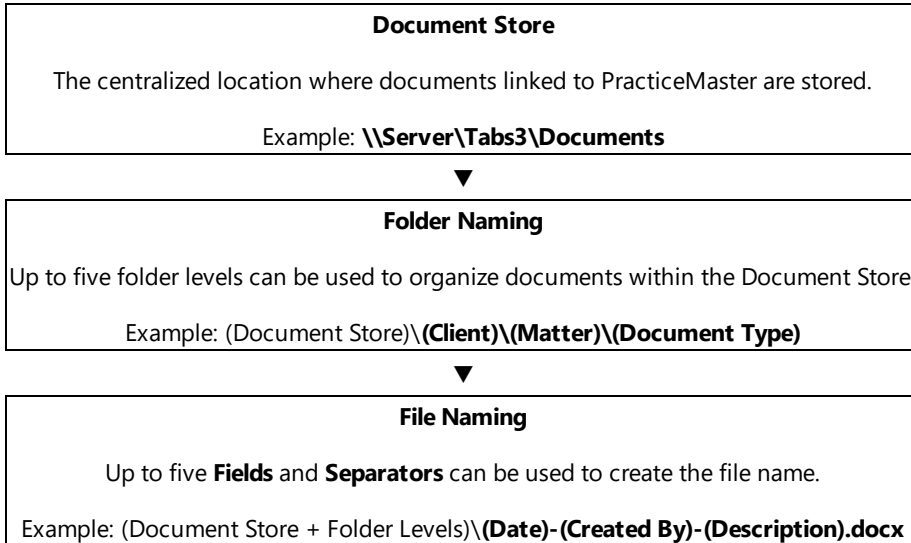 Document Store
The centralized location where documents linked to PracticeMaster are stored.
Example: \\Server\Tabs3\Documents
▼
Folder Naming
Up to five folder levels can be used to organize documents within the Document Store
Example: (Document Store)\(Client)\(Matter)\(Document Type)
▼
File Naming
Up to five Fields and Separators can be used to create the file name.
Example: (Document Store + Folder Levels)\(Date)-(Created By)-(Description).docx